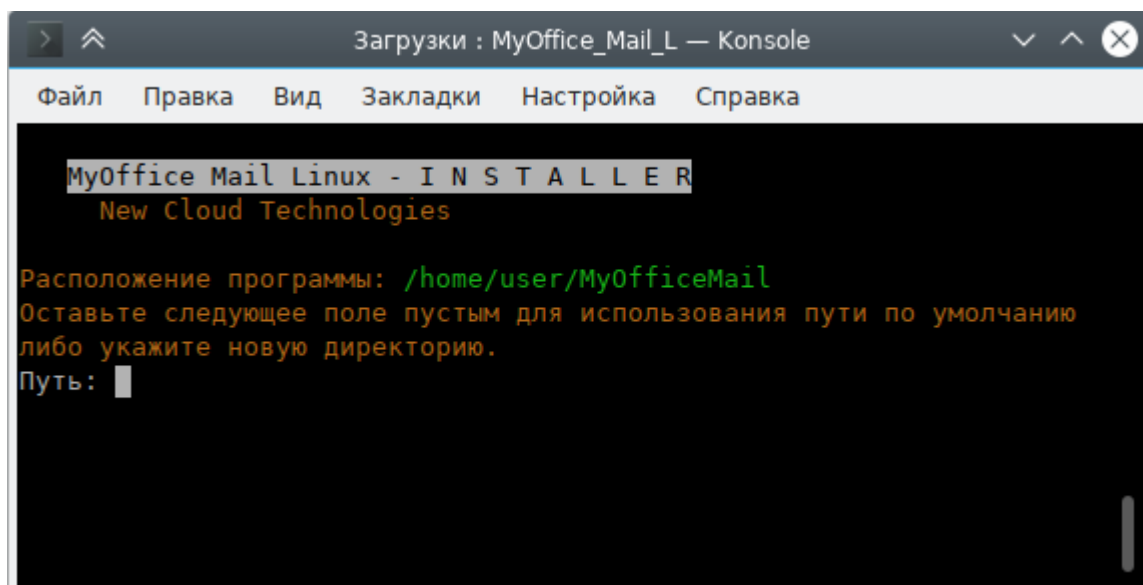 Загрузки : MyOffice_Mail_L — Konsole
Файл Правка Вид Закладки Настройка Справка
MyOffice Mail Linux - I N S T A L L E R
New Cloud Technologies
Расположение программы: /home/user/MyOfficeMail
Оставьте следующее поле пустым для использования пути по умолчанию
либо укажите новую директорию.
Путь: